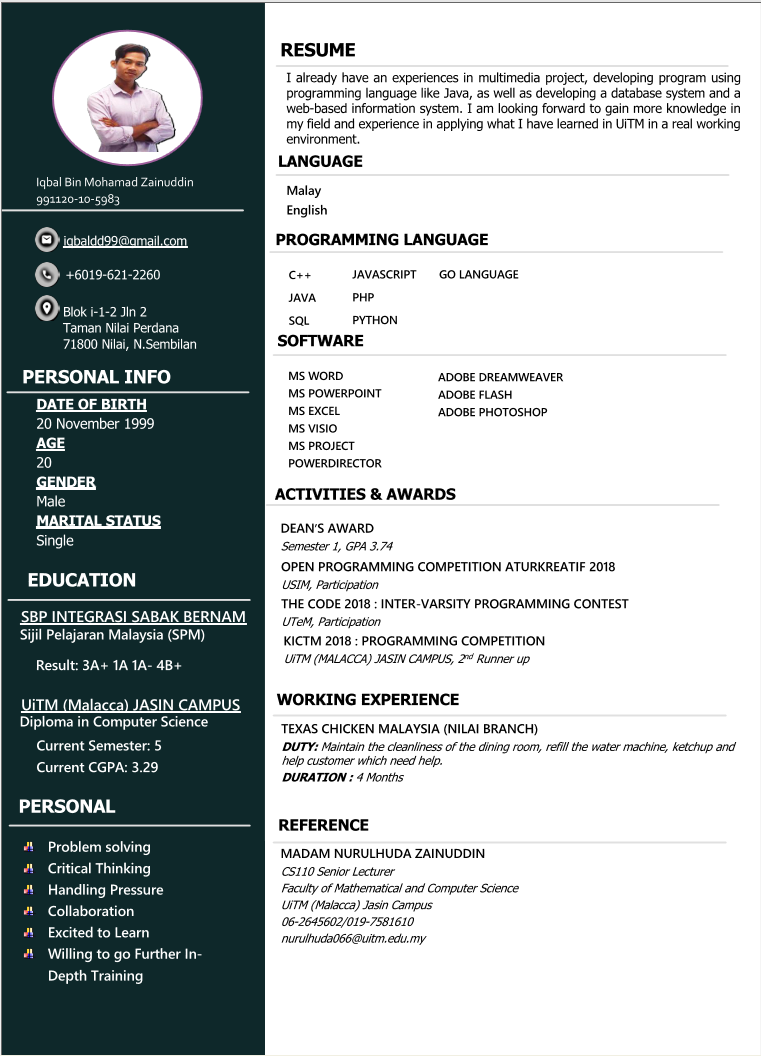 Iqbal Bin Mohamad Zainuddin
991120-10-5983
iqbaldd99@gmail.com
+6019-621-2260
Blok i-1-2 Jln 2
Taman Nilai Perdana
71800 Nilai, N.Sembilan
PERSONAL INFO
DATE OF BIRTH
20 November 1999
AGE
20
GENDER
Male
MARITAL STATUS
Single
EDUCATION
SBP INTEGRASI SABAK BERNAM
Sijil Pelajaran Malaysia (SPM)
Result: 3A+ 1A 1A- 4B+
UiTM (Malacca) JASIN CAMPUS
Diploma in Computer Science
Current Semester: 5
Current CGPA: 3.29
PERSONAL
Problem solving
Critical Thinking
Handling Pressure
Collaboration
Excited to Learn
Willing to go Further In-
Depth Training
RESUME
I already have an experiences in multimedia project, developing program using
programming language like Java, as well as developing a database system and a
web-based information system. I am looking forward to gain more knowledge in
my field and experience in applying what I have learned in UiTM in a real working
environment.
LANGUAGE
Malay
English
PROGRAMMING LANGUAGE
C++ JAVASCRIPT GO LANGUAGE
JAVA PHP
SQL PYTHON
SOFTWARE
MS WORD ADOBE DREAMWEAVER
MS POWERPOINT ADOBE FLASH
MS EXCEL ADOBE PHOTOSHOP
MS VISIO
MS PROJECT
POWERDIRECTOR
ACTIVITIES & AWARDS
DEAN'S AWARD
Semester 1, GPA 3.74
OPEN PROGRAMMING COMPETITION ATURKREATIF 2018
USIM, Participation
THE CODE 2018 : INTER-VARSITY PROGRAMMING CONTEST
UTeM, Participation
KICTM 2018 : PROGRAMMING COMPETITION
UiTM (MALACCA) JASIN CAMPUS, 2nd Runner up
WORKING EXPERIENCE
TEXAS CHICKEN MALAYSIA (NILAI BRANCH)
DUTY: Maintain the cleanliness of the dining room, refill the water machine, ketchup and
help customer which need help.
DURATION : 4 Months
REFERENCE
MADAM NURULHUDA ZAINUDDIN
CS110 Senior Lecturer
Faculty of Mathematical and Computer Science
UiTM (Malacca) Jasin Campus
06-2645602/019-7581610
nurulhuda066@uitm.edu.my